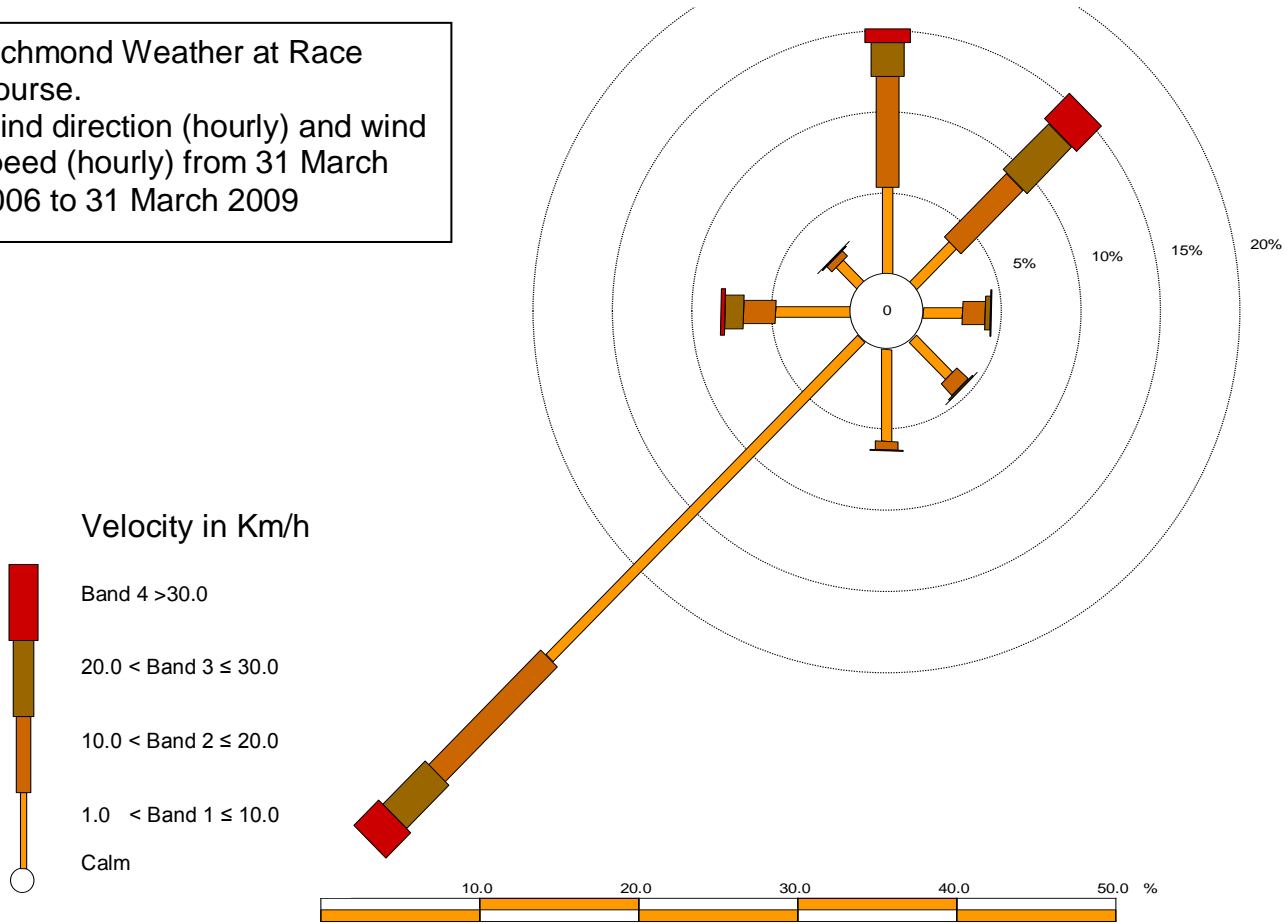 chmond Weather at Race
ourse.
ind direction (hourly) and wind
peed (hourly) from 31 March
006 to 31 March 2009
20%
15%
10%
5%
0
Velocity in Km/h
Band 4 >30.0
20.0 < Band 3 ≤ 30.0
10.0 < Band 2 ≤ 20.0
1.0 < Band 1 ≤ 10.0
Calm
10.0 20.0 30.0 40.0 50.0 %